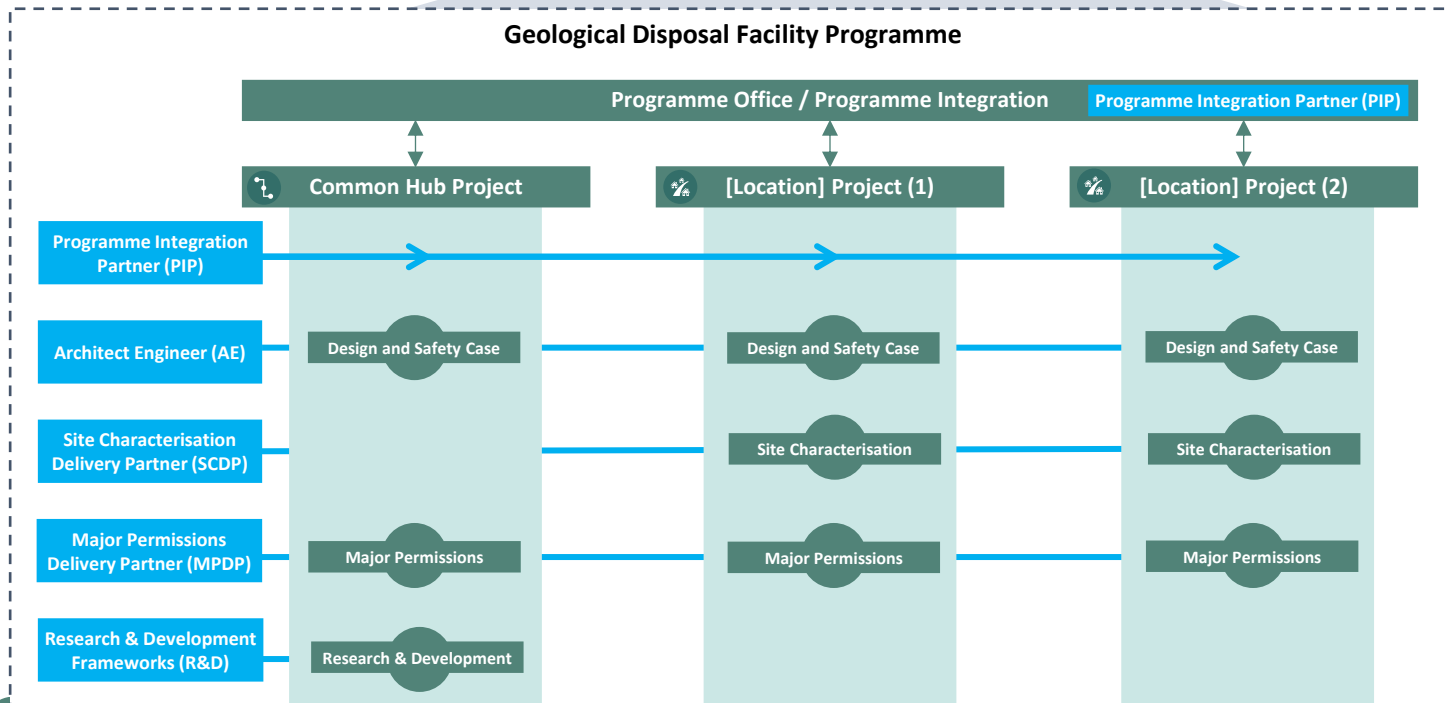 Geological Disposal Facility Programme
Programme Office / Programme Integration
Programme Integration Partner (PIP)
Common Hub Project
[Location] Project (1)
[Location] Project (2)
Programme Integration
Partner (PIP)
Architect Engineer (AE)
Design and Safety Case
Design and Safety Case
Design and Safety Case
Site Characterisation
Delivery Partner (SCDP)
Site Characterisation
Site Characterisation
Major Permissions
Delivery Partner (MPDP)
Major Permissions
Major Permissions
Major Permissions
Research & Development
Frameworks (R&D)
Research & Development